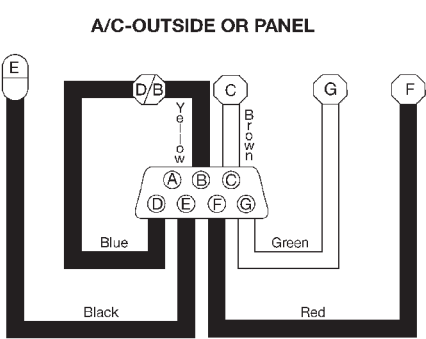 A/C-OUTSIDE OR PANEL
E
D/B
C
G
F
Yellow
Brown
A B C
D E F G
Blue
Green
Black
Red